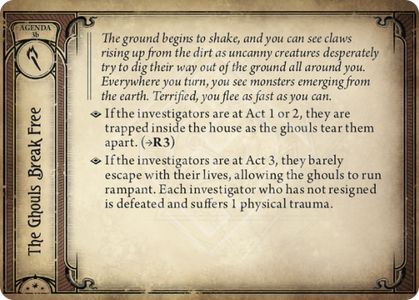 AGENDA
3b
The Ghouls Break Free
The ground begins to shake, and you can see claws
rising up from the dirt as uncanny creatures desperately
try to dig their way out of the ground all around you.
Everywhere you turn, you see monsters emerging from
the earth. Terrified, you flee as fast as you can.
If the investigators are at Act 1 or 2, they are
trapped inside the house as the ghouls tear them
apart. (→R3)
If the investigators are at Act 3, they barely
escape with their lives, allowing the ghouls to run
rampant. Each investigator who has not resigned
is defeated and suffers 1 physical trauma.